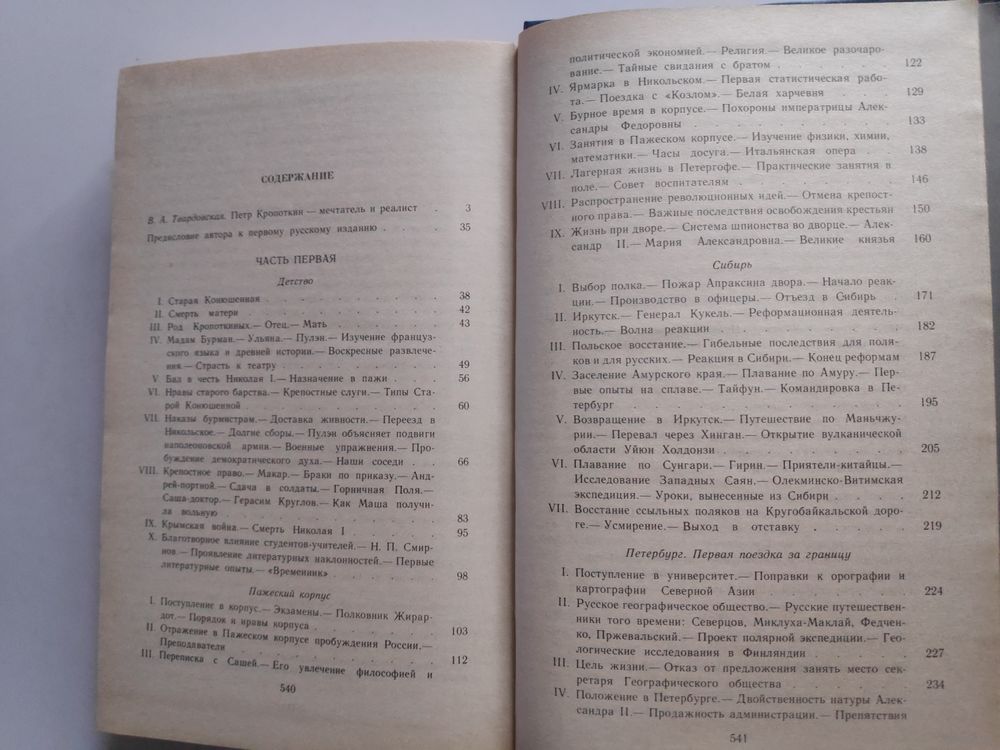 СОДЕРЖАНИЕ
В. А. Твардовская. Петр Кропоткин — мечтатель и реалист . 3
Предисловие автора к первому русскому изданию . . . . 35
ЧАСТЬ ПЕРВАЯ
Детство
I. Старая Конюшенная . . . . . . . . . . 38
II. Смерть матери . . . . . . . . . . 42
III. Род Кропоткиных.— Отец.— Мать . . . . . . . 43
IV. Мадам Бурман.— Ульяна.— Пулэн.— Изучение французс-
ского языка и древней истории.— Воскресные развлече-
ния.— Страсть к театру . . . . . . . . 49
V. Бал в честь Николая I.— Назначение в пажи . . . . 56
VI. Нравы старого барства.— Крепостные слуги.— Типы Ста
рой Конюшенной . . . . . . . . . . 60
VII. Наказы бурмистрам.— Доставка живности.— Переезд в
Никольское.— Долгие сборы.— Пулэн объясняет подвиги
наполеоновской армии.— Военные упражнения.— Про-
буждение демократического духа.— Наши соседи . . . 66
VIII. Крепостное право.— Макар.— Браки по приказу.— Анд-
рей-портной.— Сдача в солдаты.— Горничная Поля.—
Саша-доктор.— Герасим Круглов.— Как Маша получи-
ла вольную . . . . . . . . . . 83
IX. Крымская война.— Смерть Николая I . . . . . 95
X. Благотворное влияние студентов-учителей.— Н. П. Смир-
нов.— Проявление литературных наклонностей.— Первые
литературные опыты.— «Временник» . . . . . . 98
Пажеский корпус
I. Поступление в корпус.— Экзамены.— Полковник Жирар-
дот.— Порядок и нравы корпуса . . . . . . 103
II. Отражение в Пажеском корпусе пробуждения России.—
Преподаватели . . . . . . . . . . 112
III. Переписка с Сашей.— Его увлечение философией и
540
политической экономией.— Религия.— Великое разочаро-
вание.— Тайные свидания с братом . . . . . . 122
IV. Ярмарка в Никольском.— Первая статистическая рабо-
та.— Поездка с «Козлом».— Белая харчевня . . . . 129
V. Бурное время в корпусе.— Похороны императрицы Алек-
сандры Федоровны . . . . . . . . . 133
VI. Занятия в Пажеском корпусе.— Изучение физики, химии,
математики.— Часы досуга.— Итальянская опера . . 138
VII. Лагерная жизнь в Петергофе.— Практические занятия в
поле.— Совет воспитателям . . . . . . . 146
VIII. Распространение революционных идей.— Отмена крепост-
ного права.— Важные последствия освобождения крестьян 150
IX. Жизнь при дворе.— Система шпионства во дворце.— Алек-
сандр II.— Мария Александровна.— Великие князья 160
Сибирь
I. Выбор полка.— Пожар Апраксина двора.— Начало реак-
ции.— Производство в офицеры.— Отъезд в Сибирь . 171
II. Иркутск.— Генерал Кукель.— Реформационная деятель-
ность.— Волна реакции . . . . . . . . 182
III. Польское восстание.— Гибельные последствия для поля-
ков и для русских.— Реакция в Сибири.— Конец реформам 187
IV. Заселение Амурского края.— Плавание по Амуру.— Пер-
вые опыты на сплаве.— Тайфун.— Командировка в Пе-
тербург . . . . . . . . . . 195
V. Возвращение в Иркутск.— Путешествие по Маньчжу-
рии.— Перевал через Хинган.— Открытие вулканической
области Уйюн Холдонзи . . . . . . . . 205
VI. Плавание по Сунгари.— Гирин.— Приятели-китайцы.—
Исследование Западных Саян.— Олекминско-Витимская
экспедиция.— Уроки, вынесенные из Сибири . . . . 212
VII. Восстание ссыльных поляков на Кругобайкальской доро-
ге.— Усмирение.— Выход в отставку . . . . . 219
Петербург. Первая поездка за границу
I. Поступление в университет.— Поправки к орографии и
картографии Северной Азии . . . . . . . 224
II. Русское географическое общество.— Русские путешествен-
ники того времени: Северцов, Миклуха-Маклай, Федчен-
ко, Пржевальский.— Проект полярной экспедиции.— Гео-
логические исследования в Финляндии . . . . . 227
III. Цель жизни.— Отказ от предложения занять место сек-
ретаря Географического общества . . . . . . 234
IV. Положение в Петербурге.— Двойственность натуры Алек-
сандра II.— Продажность администрации.— Препятствия
541